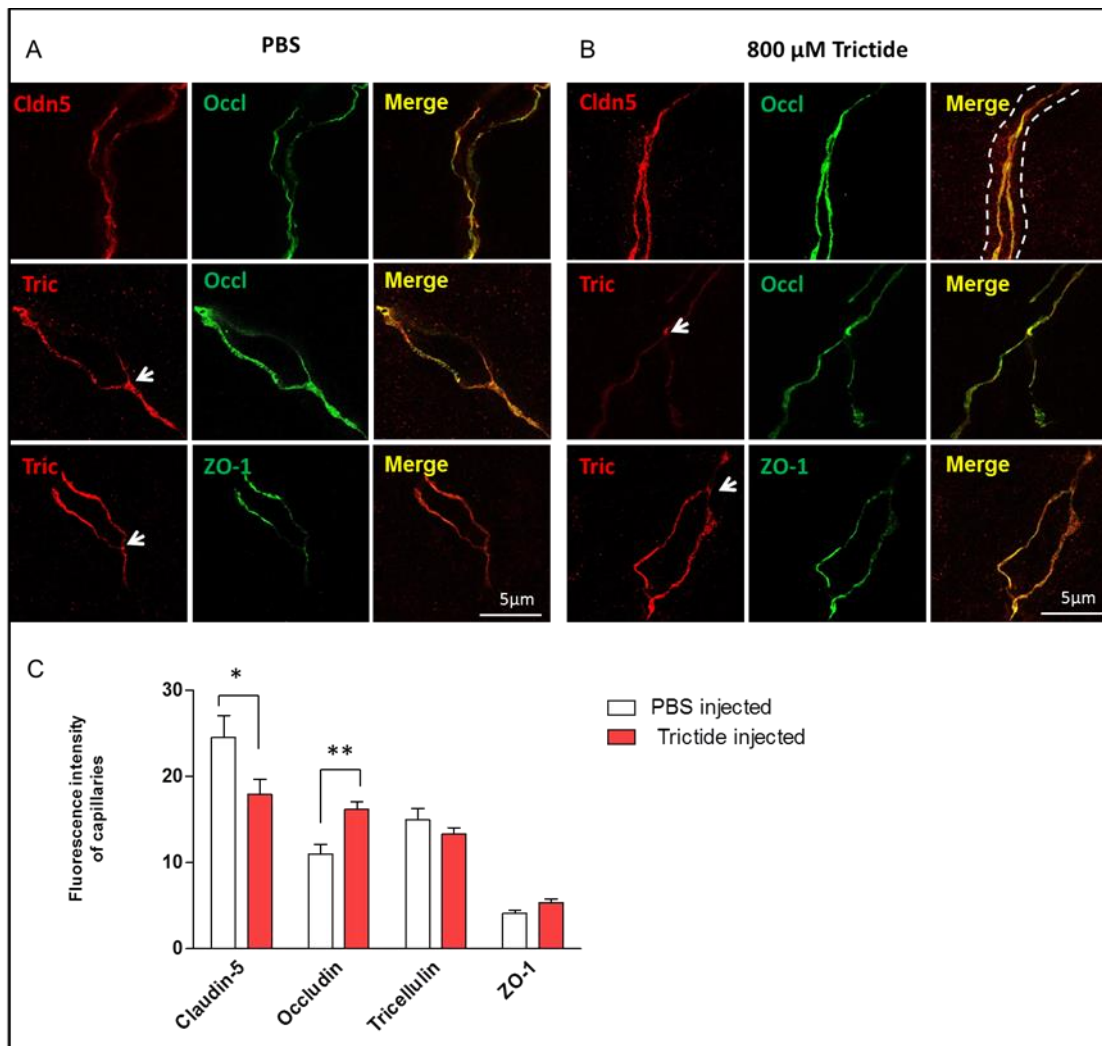 A
PBS
B
800 µM Trictide
Cldn5
Occl
Merge
Cldn5
Occl
Merge
Tric
Occl
Merge
Tric
Occl
Merge
Tric
ZO-1
Merge
Tric
ZO-1
Merge
5µm
5µm
C
Fluorescence intensity
of capillaries
30
20
10
0
*
**
PBS injected
Trictide injected
Claudin-5
Occludin
Tricellulin
ZO-1